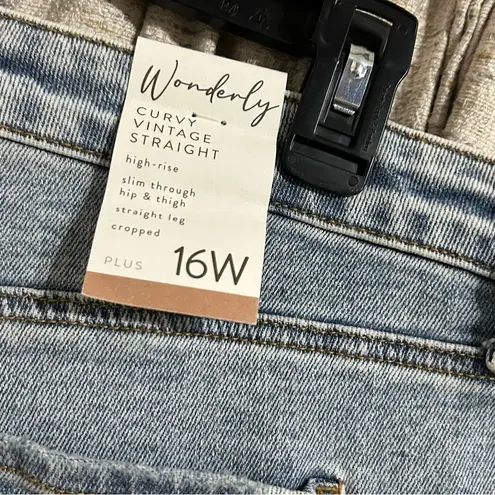 Wonderly
CURVY
VINTAGE
STRAIGHT
high-rise
slim through
hip & thigh
straight leg
cropped
PLUS 16W